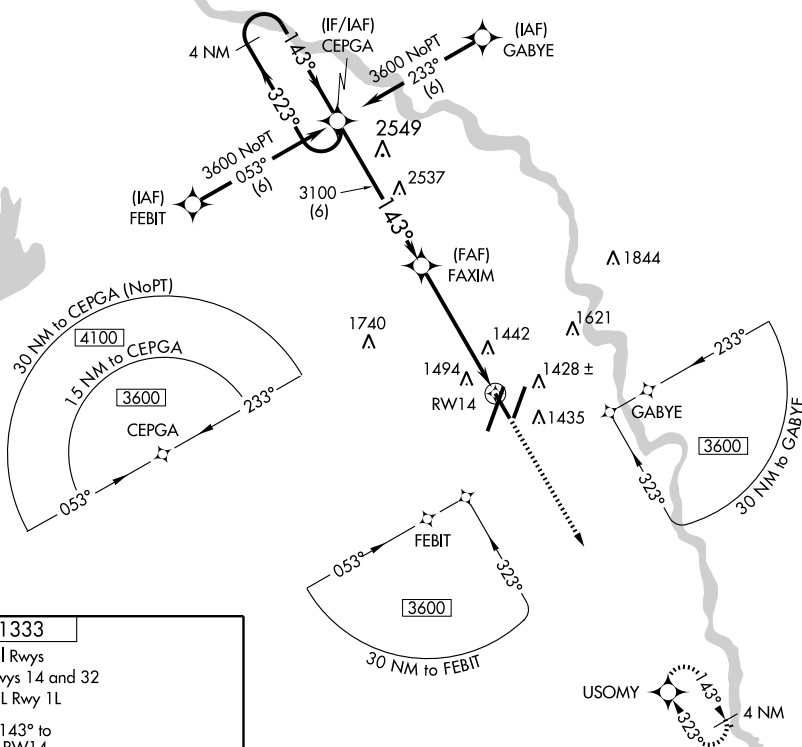 (IF/IAF)
CEPGA
(IAF)
GABYE
4 NM
143°
323°
3600 NoPT
233°
(6)
2549
3600 NoPT
053°
(6)
2537
3100
(6)
(IAF)
FEBIT
143°
(FAF)
FAXIM
1844
30 NM to CEPGA (NoPT)
4100
15 NM to CEPGA
3600
CEPGA
233°
053°
1740
1442
1621
1494
1428 ±
RW14
1435
233°
GABYE
3600
323°
30 NM to GABYE
FEBIT
053°
323°
3600
30 NM to FEBIT
1333
l Rwys
wys 14 and 32
L Rwy 1L
143° to
RW14
USOMY
143°
323°
4 NM